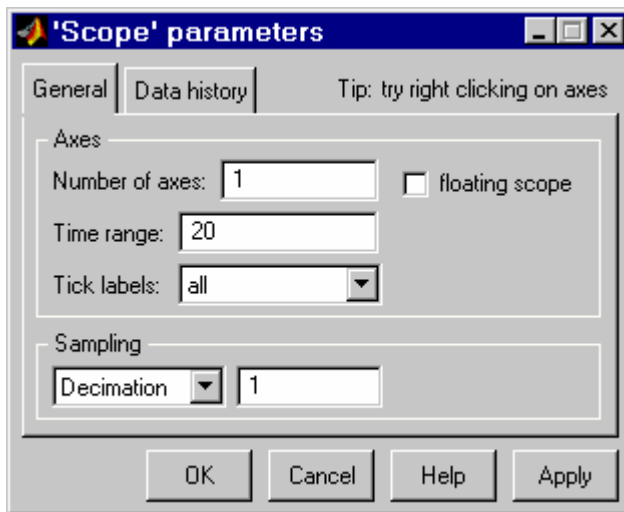 'Scope' parameters
General Data history Tip: try right clicking on axes
Axes
Number of axes: 1 floating scope
Time range: 20
Tick labels: all
Sampling
Decimation 1
OK Cancel Help Apply